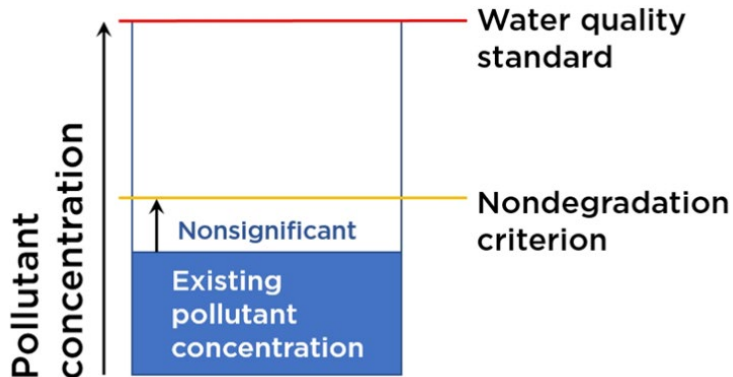 Water quality
standard
Pollutant
concentration
Nondegradation
criterion
Nonsignificant
Existing
pollutant
concentration